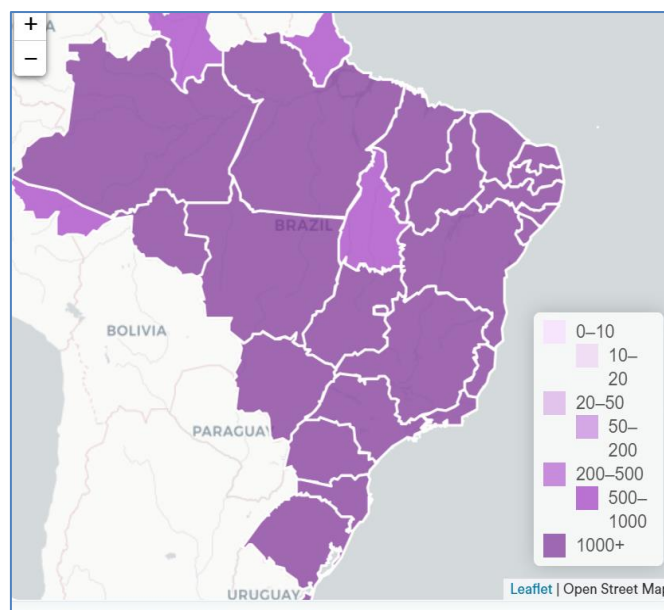 +
−
A
BRAZIL
BOLIVIA
PARAGUAY
URUGUAY
0–10
10–
20
20–50
50–
200
200–500
500–
1000
1000+
Leaflet | Open Street Map